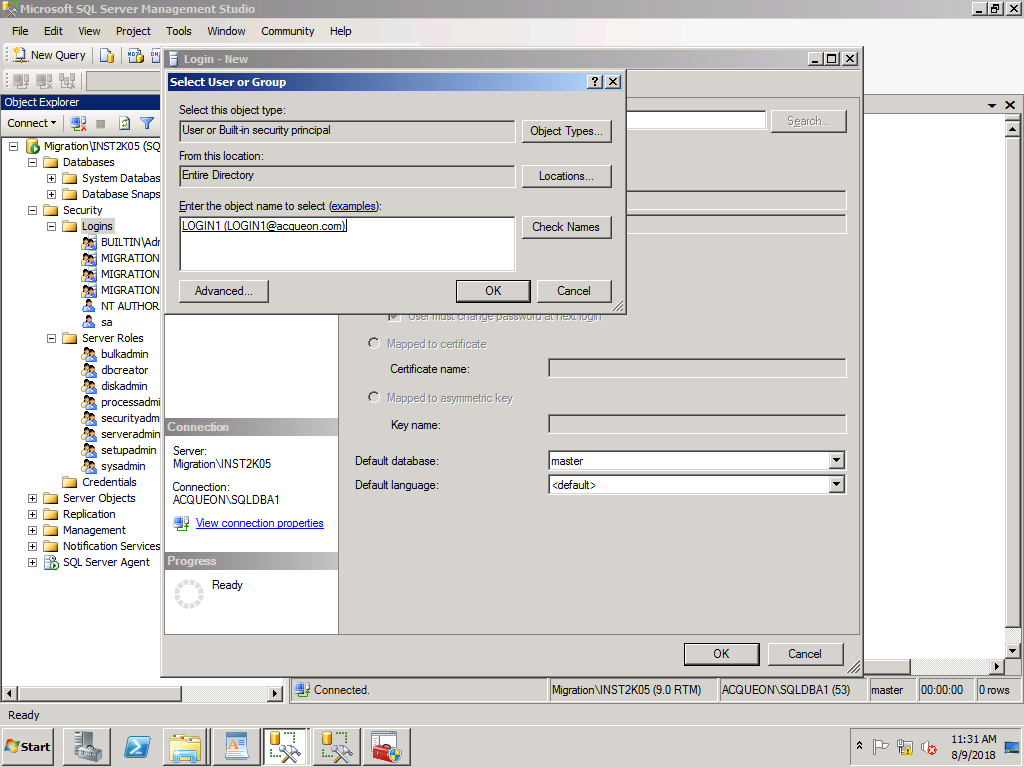 Microsoft SQL Server Management Studio
File Edit View Project Tools Window Community Help
New Query
Login - New
Select User or Group
Select this object type:
User or Built-in security principal
Object Types...
From this location:
Entire Directory
Locations...
Enter the object name to select (examples):
LOGIN1 (LOGIN1@acqueon.com)
Check Names
Advanced...
OK
Cancel
Search...
Object Explorer
Connect
Migration\INST2K05 (SQ
Databases
System Databas
Database Snaps
Security
Logins
BUILTIN\Adr
MIGRATION
MIGRATION
MIGRATION
NT AUTHOR
sa
Server Roles
bulkadmin
dbcreator
diskadmin
processadmi
securityadm
serveradmin
setupadmin
sysadmin
Credentials
Server Objects
Replication
Management
Notification Services
SQL Server Agent
User must change password at next login
Mapped to certificate
Certificate name:
Mapped to asymmetric key
Key name:
Default database:
master
Default language:
<default>
Connection
Server:
Migration\INST2K05
Connection:
ACQUEON\SQLDBA1
View connection properties
Progress
Ready
OK
Cancel
Connected.
Migration\INST2K05 (9.0 RTM)
ACQUEON\SQLDBA1 (53)
master
00:00:00
0 rows
Ready
Start
11:31 AM
8/9/2018